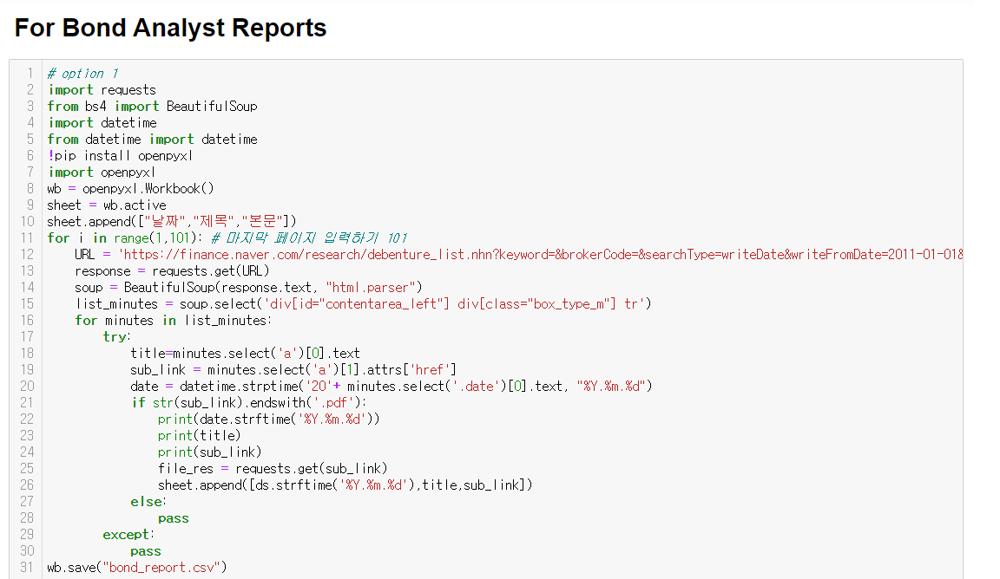 For Bond Analyst Reports
1 # option 1
2 import requests
3 from bs4 import BeautifulSoup
4 import datetime
5 from datetime import datetime
6 !pip install openpyxl
7 import openpyxl
8 wb = openpyxl.Workbook()
9 sheet = wb.active
10 sheet.append(["날짜","제목","본문"])
11 for i in range(1,101): # 마지막 페이지 입력하기 101
12     URL = 'https://finance.naver.com/research/debenture_list.nhn?keyword=&brokerCode=&searchType=writeDate&writeFromDate=2011-01-01&
13     response = requests.get(URL)
14     soup = BeautifulSoup(response.text, "html.parser")
15     list_minutes = soup.select('div[id="contentarea_left"] div[class="box_type_m"] tr')
16     for minutes in list_minutes:
17         try:
18             title=minutes.select('a')[0].text
19             sub_link = minutes.select('a')[1].attrs['href']
20             date = datetime.strptime('20'+ minutes.select('.date')[0].text, "%Y.%m.%d")
21             if str(sub_link).endswith('.pdf'):
22                 print(date.strftime('%Y.%m.%d'))
23                 print(title)
24                 print(sub_link)
25                 file_res = requests.get(sub_link)
26                 sheet.append([ds.strftime('%Y.%m.%d'),title,sub_link])
27             else:
28                 pass
29         except:
30             pass
31 wb.save("bond_report.csv")